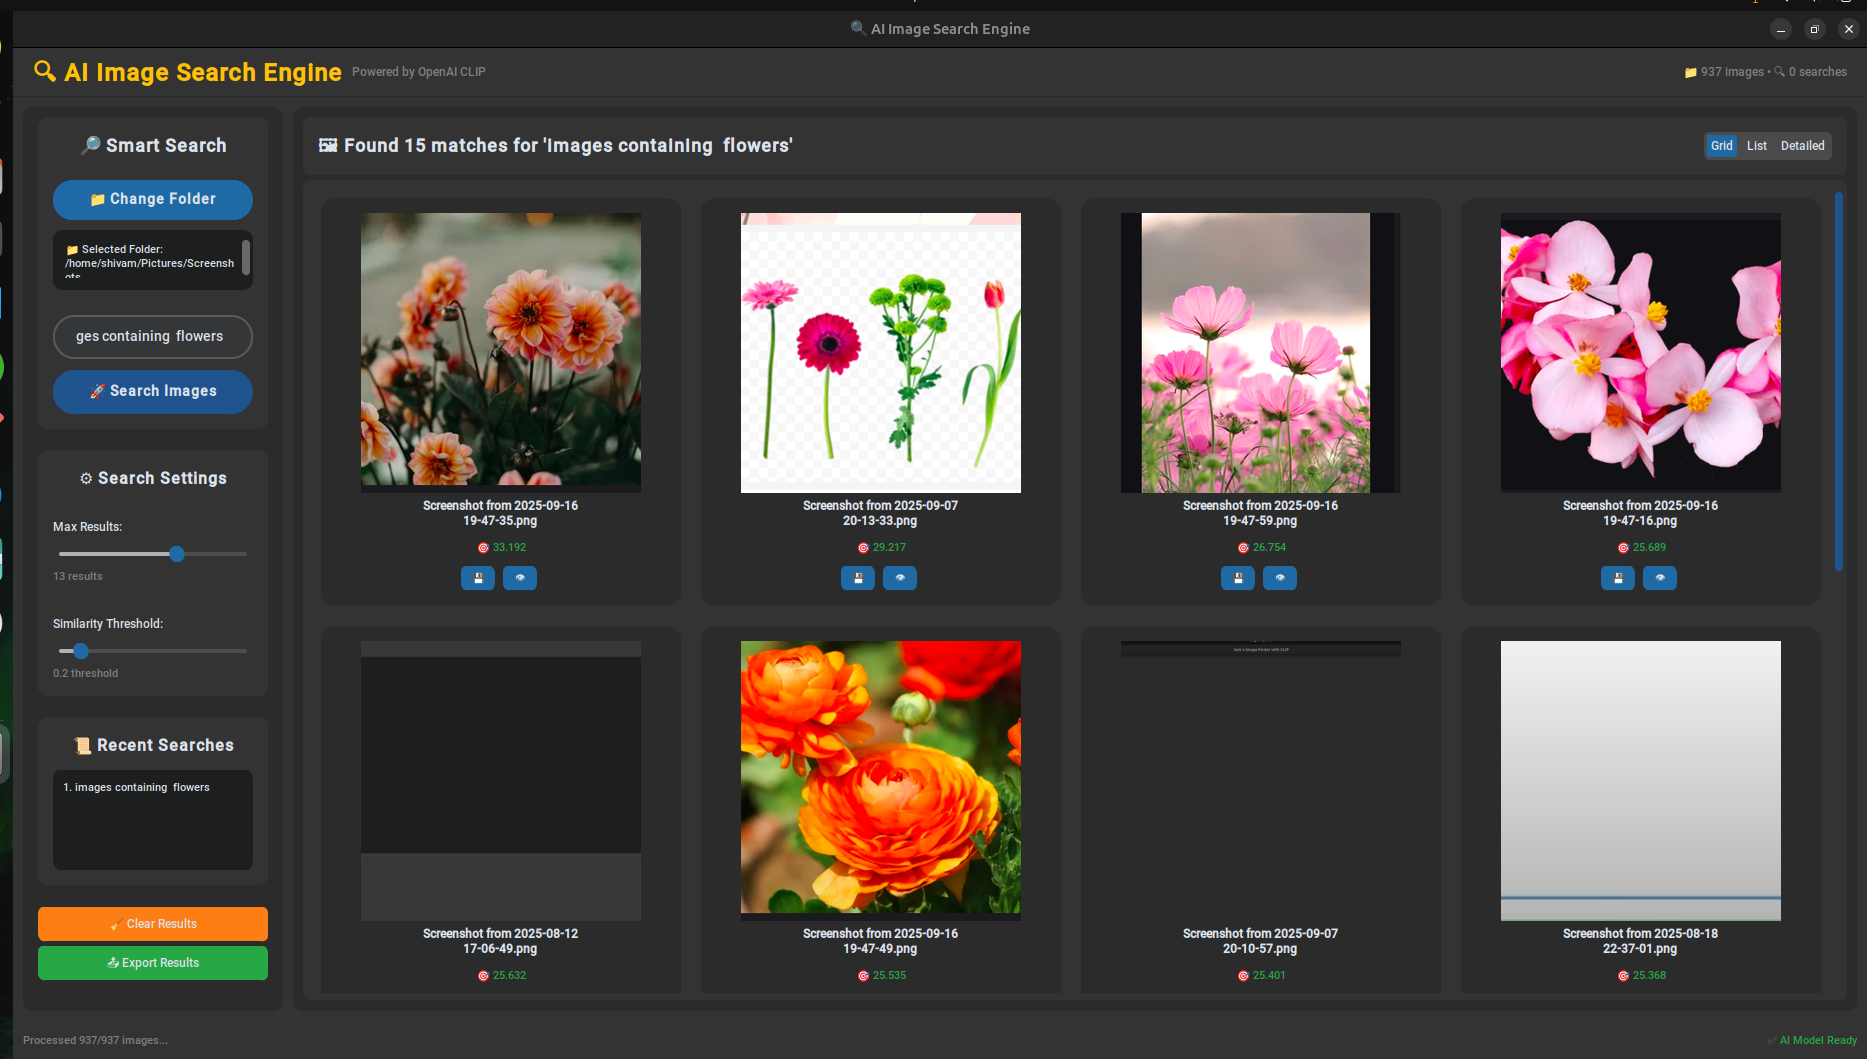 AI Image Search Engine
AI Image Search Engine Powered by OpenAI CLIP
937 images • 0 searches
Smart Search
Change Folder
Selected Folder:
/home/shivam/Pictures/Screensh
ots
ges containing  flowers
Search Images
Search Settings
Max Results:
13 results
Similarity Threshold:
0.2 threshold
Recent Searches
1. images containing  flowers
Clear Results
Export Results
Found 15 matches for 'images containing  flowers'
Grid List Detailed
Screenshot from 2025-09-16
19-47-35.png
33.192
Screenshot from 2025-09-07
20-13-33.png
29.217
Screenshot from 2025-09-16
19-47-59.png
26.754
Screenshot from 2025-09-16
19-47-16.png
25.689
Screenshot from 2025-08-12
17-06-49.png
25.632
Screenshot from 2025-09-16
19-47-49.png
25.535
Image Finder with CLIP
Screenshot from 2025-09-07
20-10-57.png
25.401
Screenshot from 2025-08-18
22-37-01.png
25.368
Processed 937/937 images...
AI Model Ready